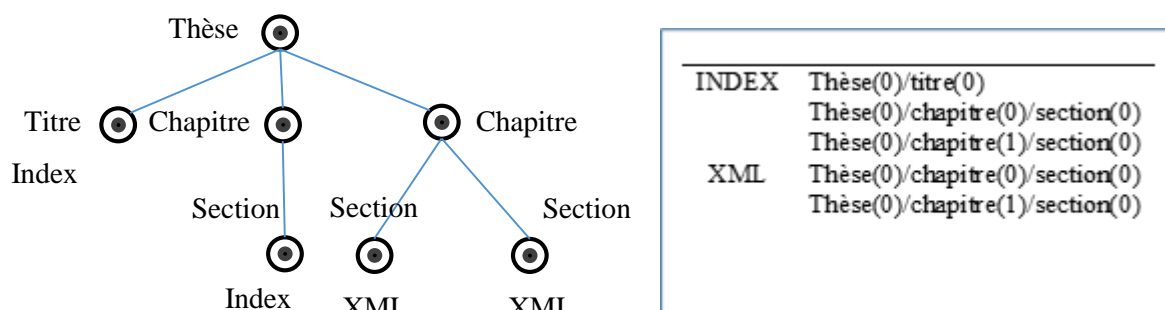 Thèse
Titre Chapitre Chapitre
Index
Section Section Section
Index XML XML
INDEX Thèse(0)/titre(0)
Thèse(0)/chapitre(0)/section(0)
Thèse(0)/chapitre(1)/section(0)
XML Thèse(0)/chapitre(0)/section(0)
Thèse(0)/chapitre(1)/section(0)